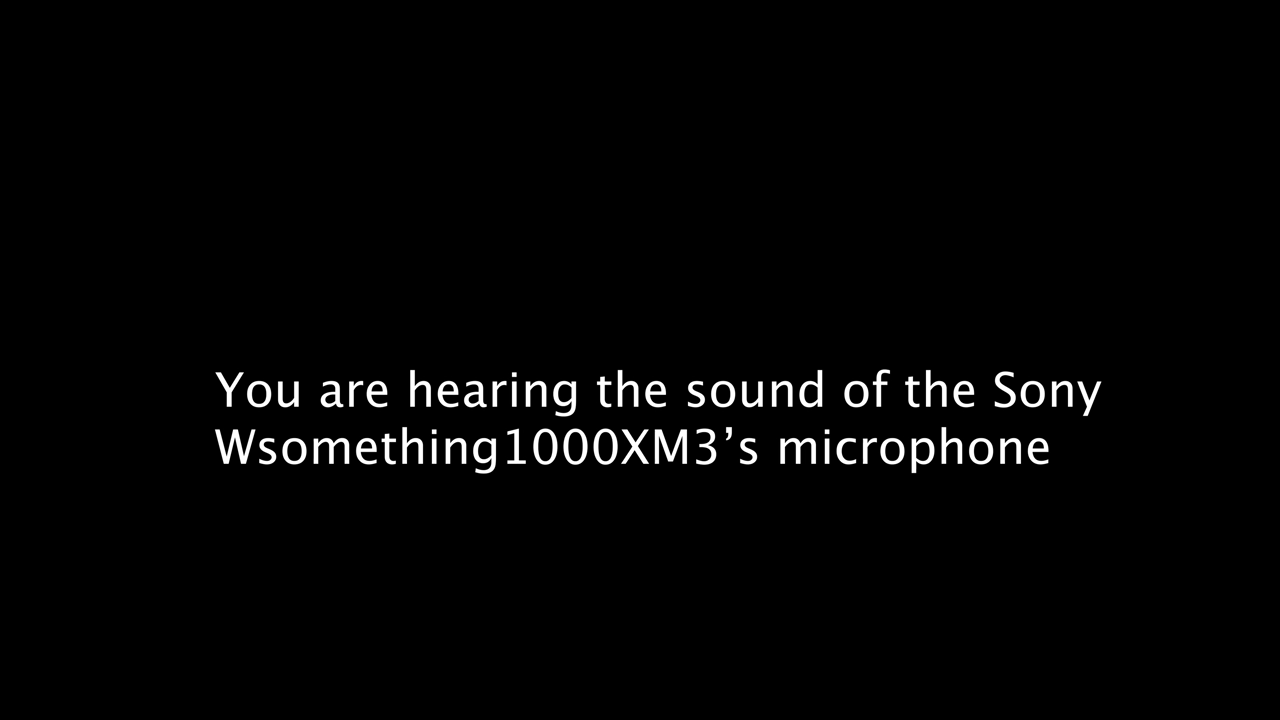 You are hearing the sound of the Sony
Wsomething1000XM3’s microphone